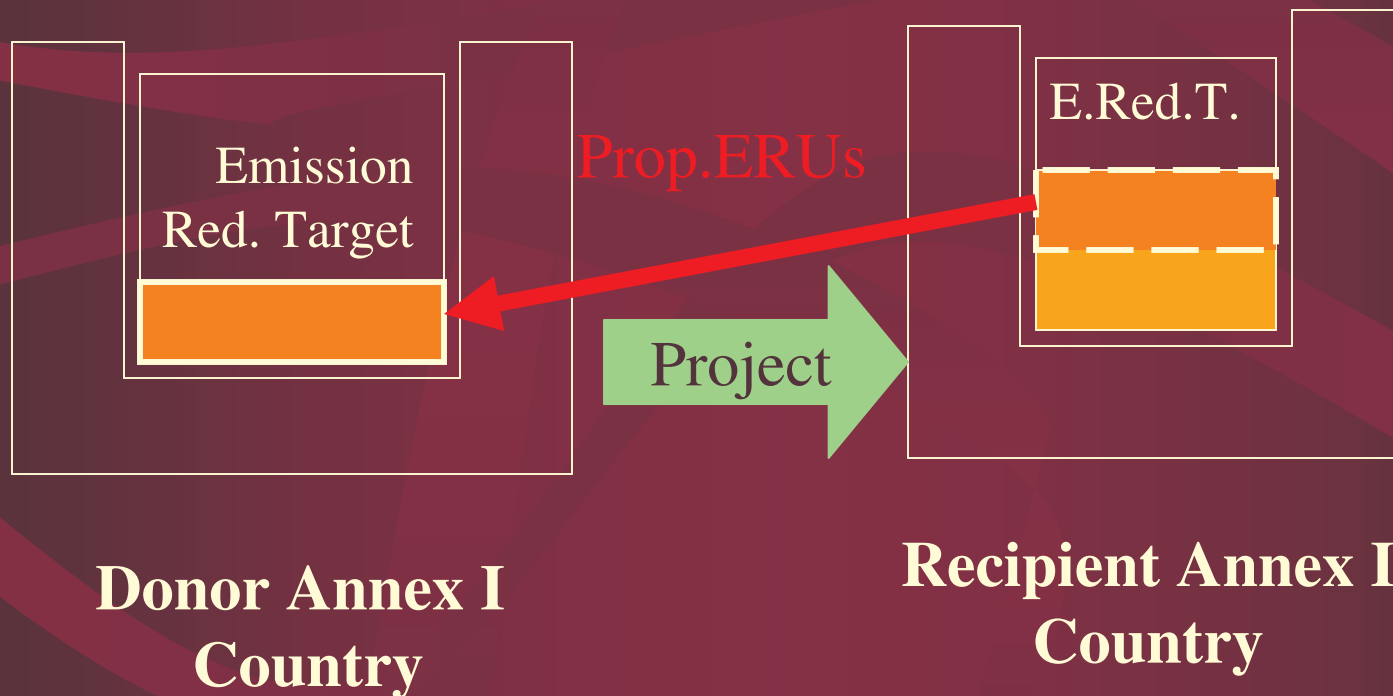 Emission
Red. Target
Prop.ERUs
E.Red.T.
Project
Donor Annex I
Country
Recipient Annex I
Country